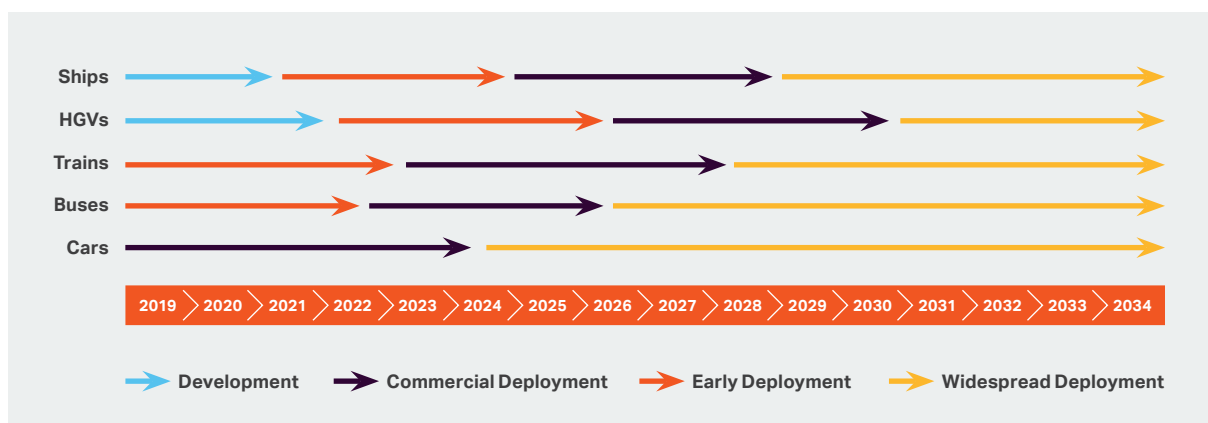 Ships
HGVs
Trains
Buses
Cars
2019 2020 2021 2022 2023 2024 2025 2026 2027 2028 2029 2030 2031 2032 2033 2034
Development Commercial Deployment Early Deployment Widespread Deployment